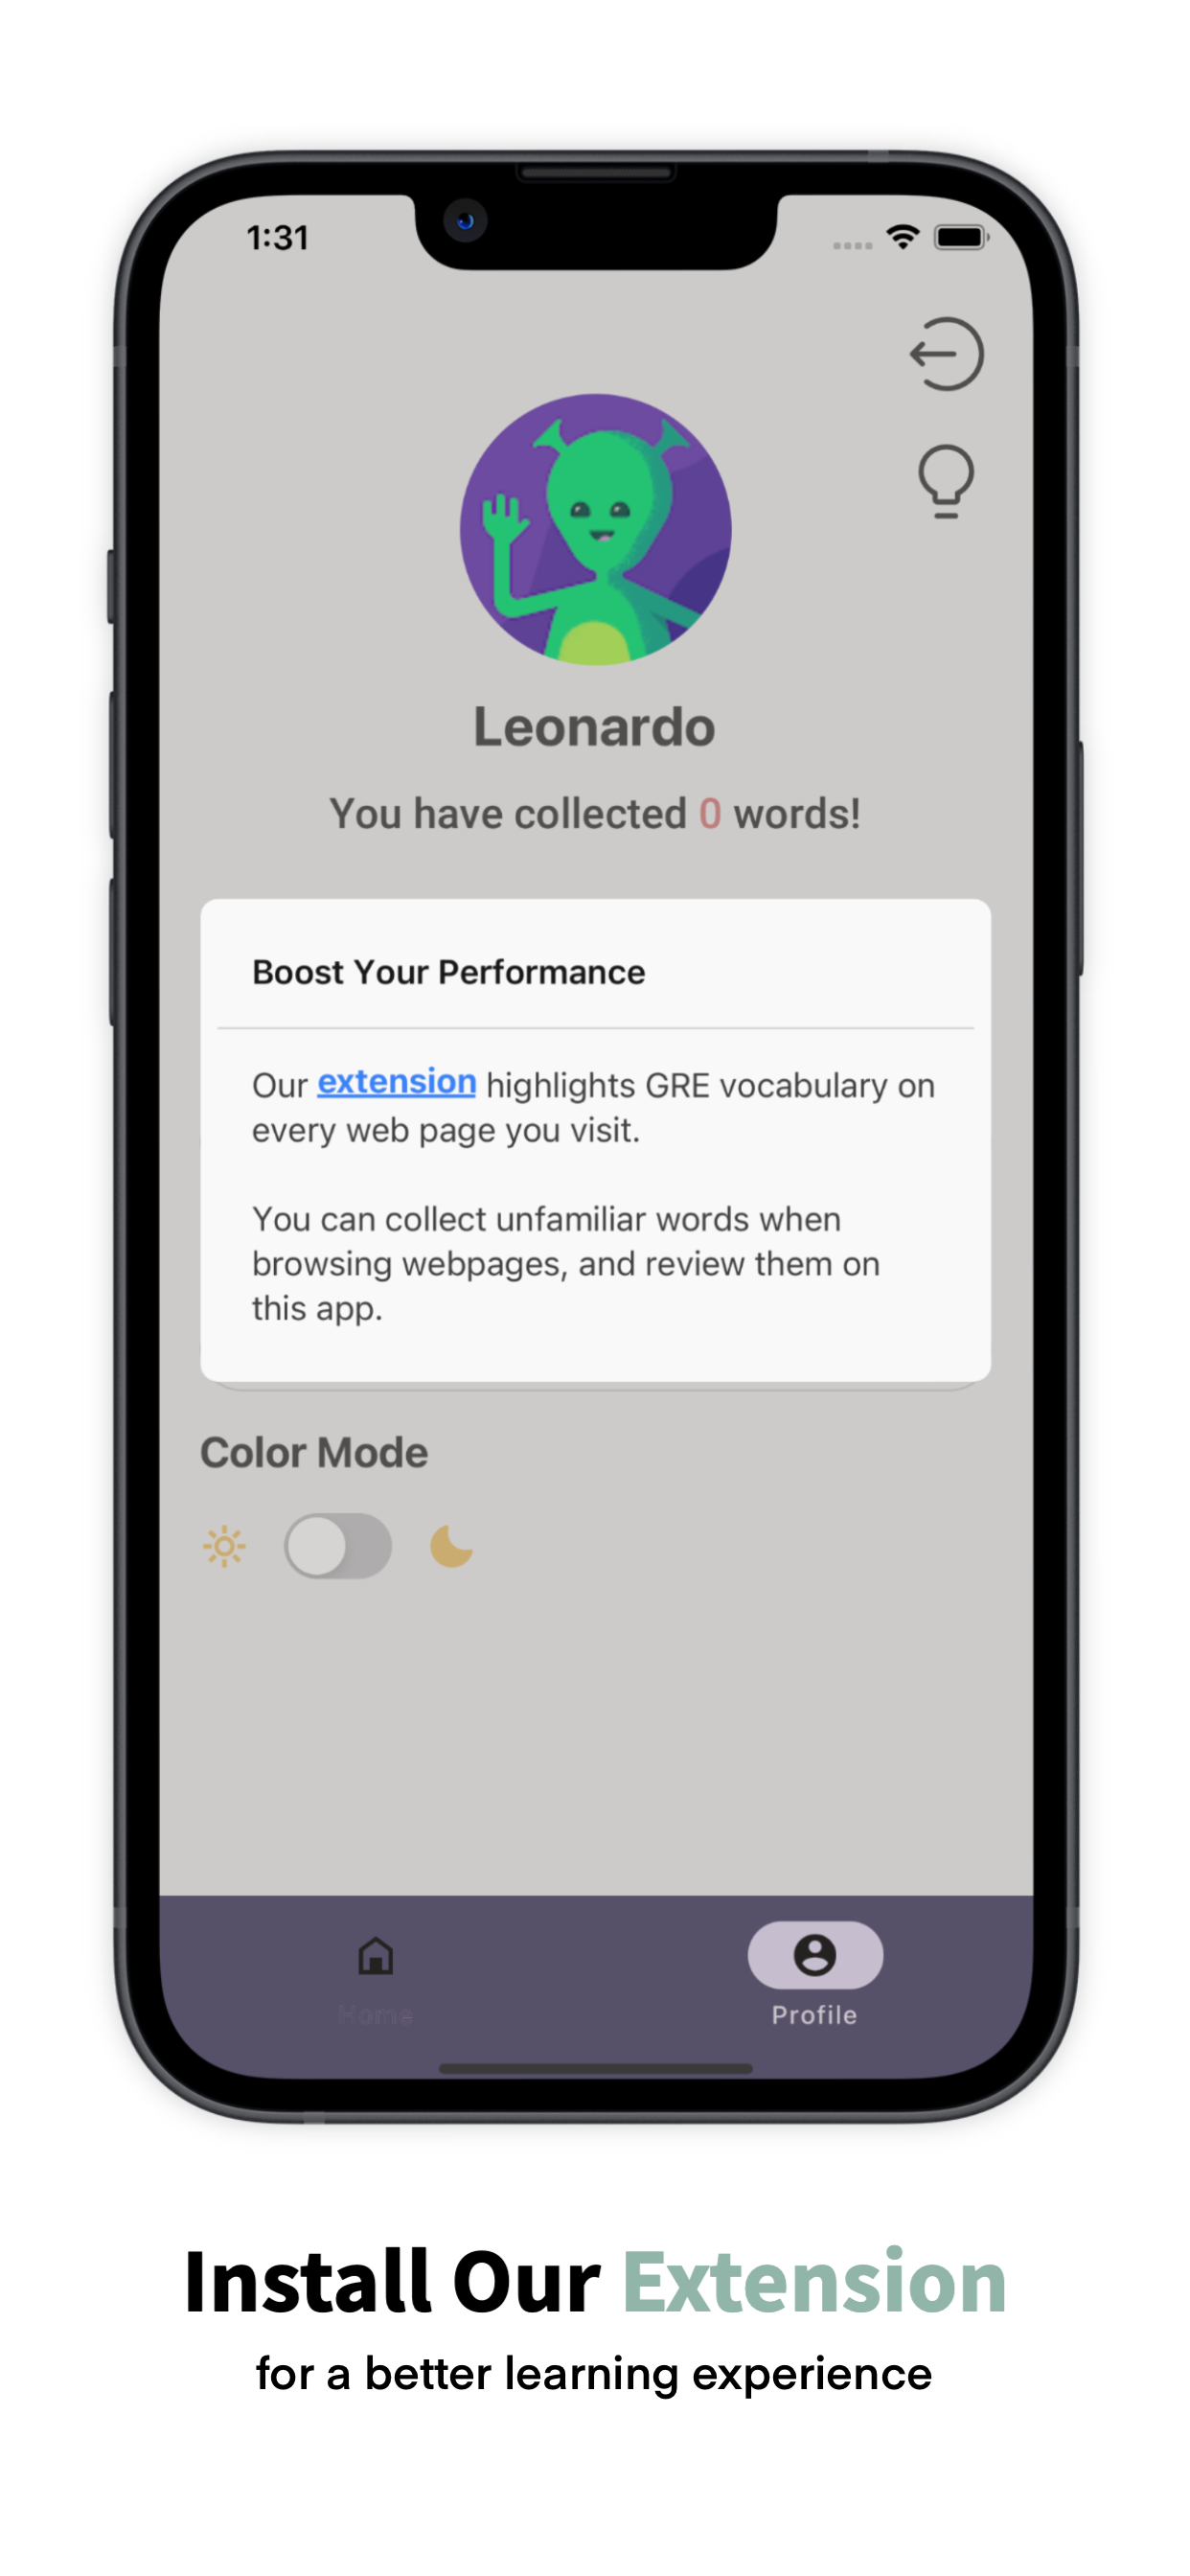 1:31
Leonardo
You have collected 0 words!
Boost Your Performance
Our extension highlights GRE vocabulary on
every web page you visit.
You can collect unfamiliar words when
browsing webpages, and review them on
this app.
Color Mode
Home
Profile
Install Our Extension
for a better learning experience